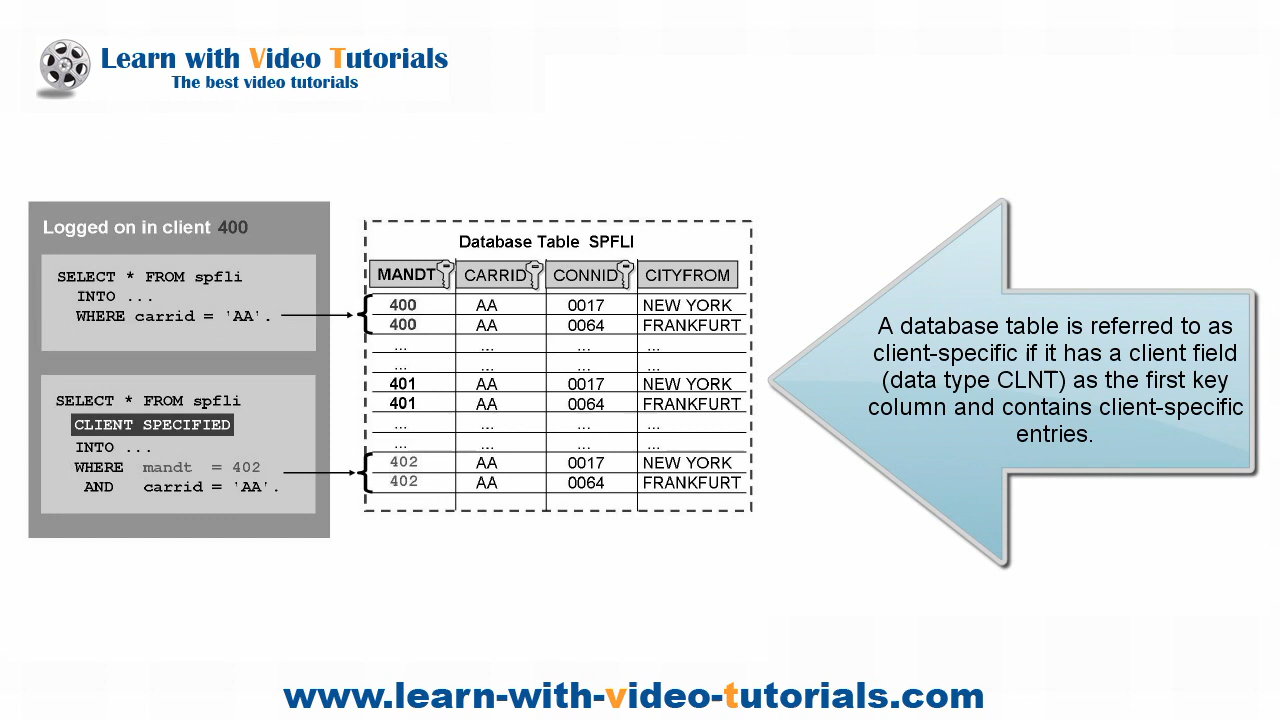 Learn with Video Tutorials
The best video tutorials
Logged on in client 400
SELECT * FROM spfli
INTO ...
WHERE carrid = 'AA'.
SELECT * FROM spfli
CLIENT SPECIFIED
INTO ...
WHERE mandt = 402
AND carrid = 'AA'.
Database Table SPFLI
MANDT CARRID CONNID CITYFROM
400 AA 0017 NEW YORK
400 AA 0064 FRANKFURT
... ... ... ...
... ... ... ...
401 AA 0017 NEW YORK
401 AA 0064 FRANKFURT
... ... ... ...
... ... ... ...
402 AA 0017 NEW YORK
402 AA 0064 FRANKFURT
A database table is referred to as
client-specific if it has a client field
(data type CLNT) as the first key
column and contains client-specific
entries.
www.learn-with-video-tutorials.com